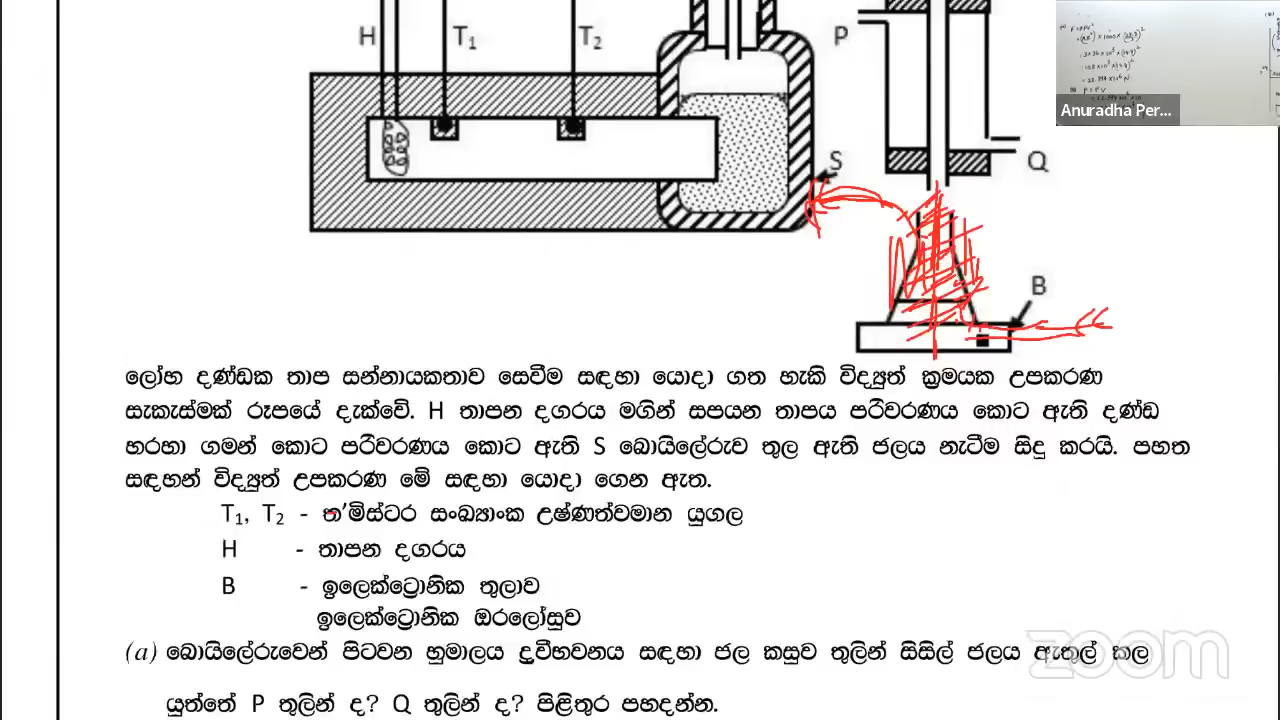 H
T₁
T₂
P
S
Q
B
Anuradha Per...
ලෝහ දණ්ඩක තාප සන්නායකතාව සෙවීම සඳහා යොදා ගත හැකි විද්‍යුත් ක්‍රමයක උපකරණ
සැකැස්මක් රූපයේ දැක්වේ. H තාපන දගරය මගින් සපයන තාපය පරිවරණය කොට ඇති දණ්ඩ
හරහා ගමන් කොට පරිවරණය කොට ඇති S බොයිලේරුව තුල ඇති ජලය නැටීම සිදු කරයි. පහත
සඳහන් විද්‍යුත් උපකරණ මේ සඳහා යොදා ගෙන ඇත.
T₁, T₂ - ත'මිස්ටර සංඛ්‍යාංක උෂ්ණත්වමාන යුගල
H - තාපන දගරය
B - ඉලෙක්ට්‍රොනික තුලාව
ඉලෙක්ට්‍රොනික ඔරලෝසුව
(a) බොයිලේරුවෙන් පිටවන හුමාලය ද්‍රවීභවනය සඳහා ජල කසුව තුලින් සිසිල් ජලය ඇතුල් කල
යුත්තේ P තුලින් ද? Q තුලින් ද? පිළිතුර පහදන්න.
zoom